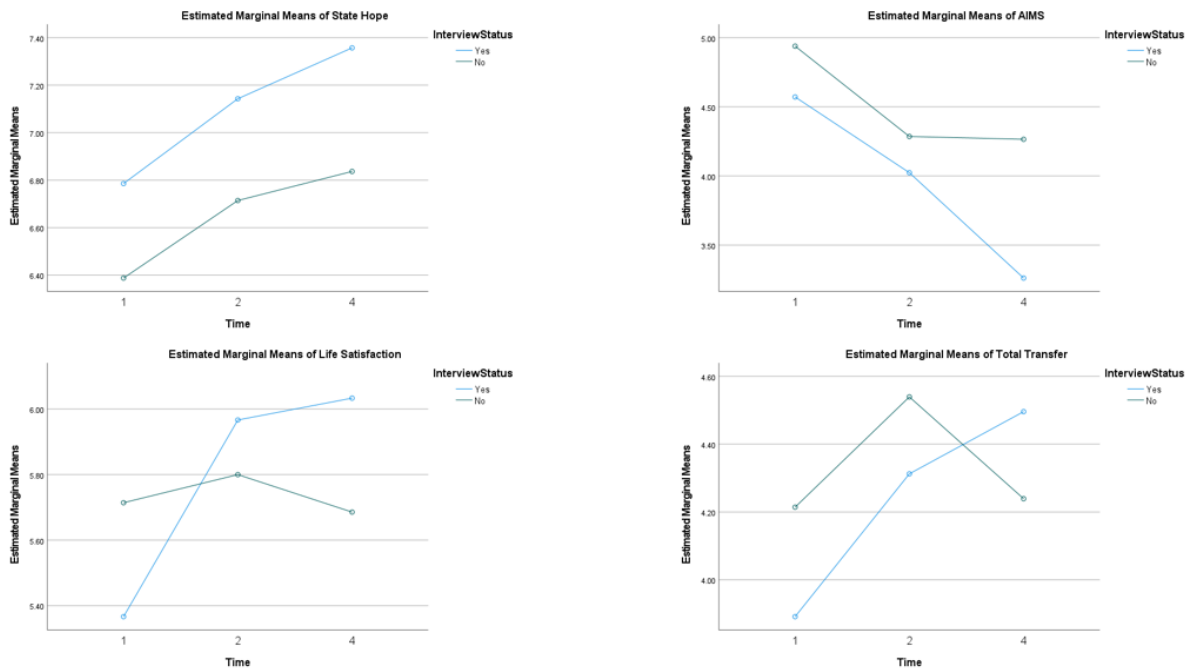 Estimated Marginal Means of State Hope
InterviewStatus
Yes
No
Estimated Marginal Means
7.40
7.20
7.00
6.80
6.60
6.40
1
2
4
Time
Estimated Marginal Means of AIMS
InterviewStatus
Yes
No
Estimated Marginal Means
5.00
4.50
4.00
3.50
1
2
4
Time
Estimated Marginal Means of Life Satisfaction
InterviewStatus
Yes
No
Estimated Marginal Means
6.00
5.80
5.60
5.40
1
2
4
Time
Estimated Marginal Means of Total Transfer
InterviewStatus
Yes
No
Estimated Marginal Means
4.60
4.40
4.20
4.00
1
2
4
Time